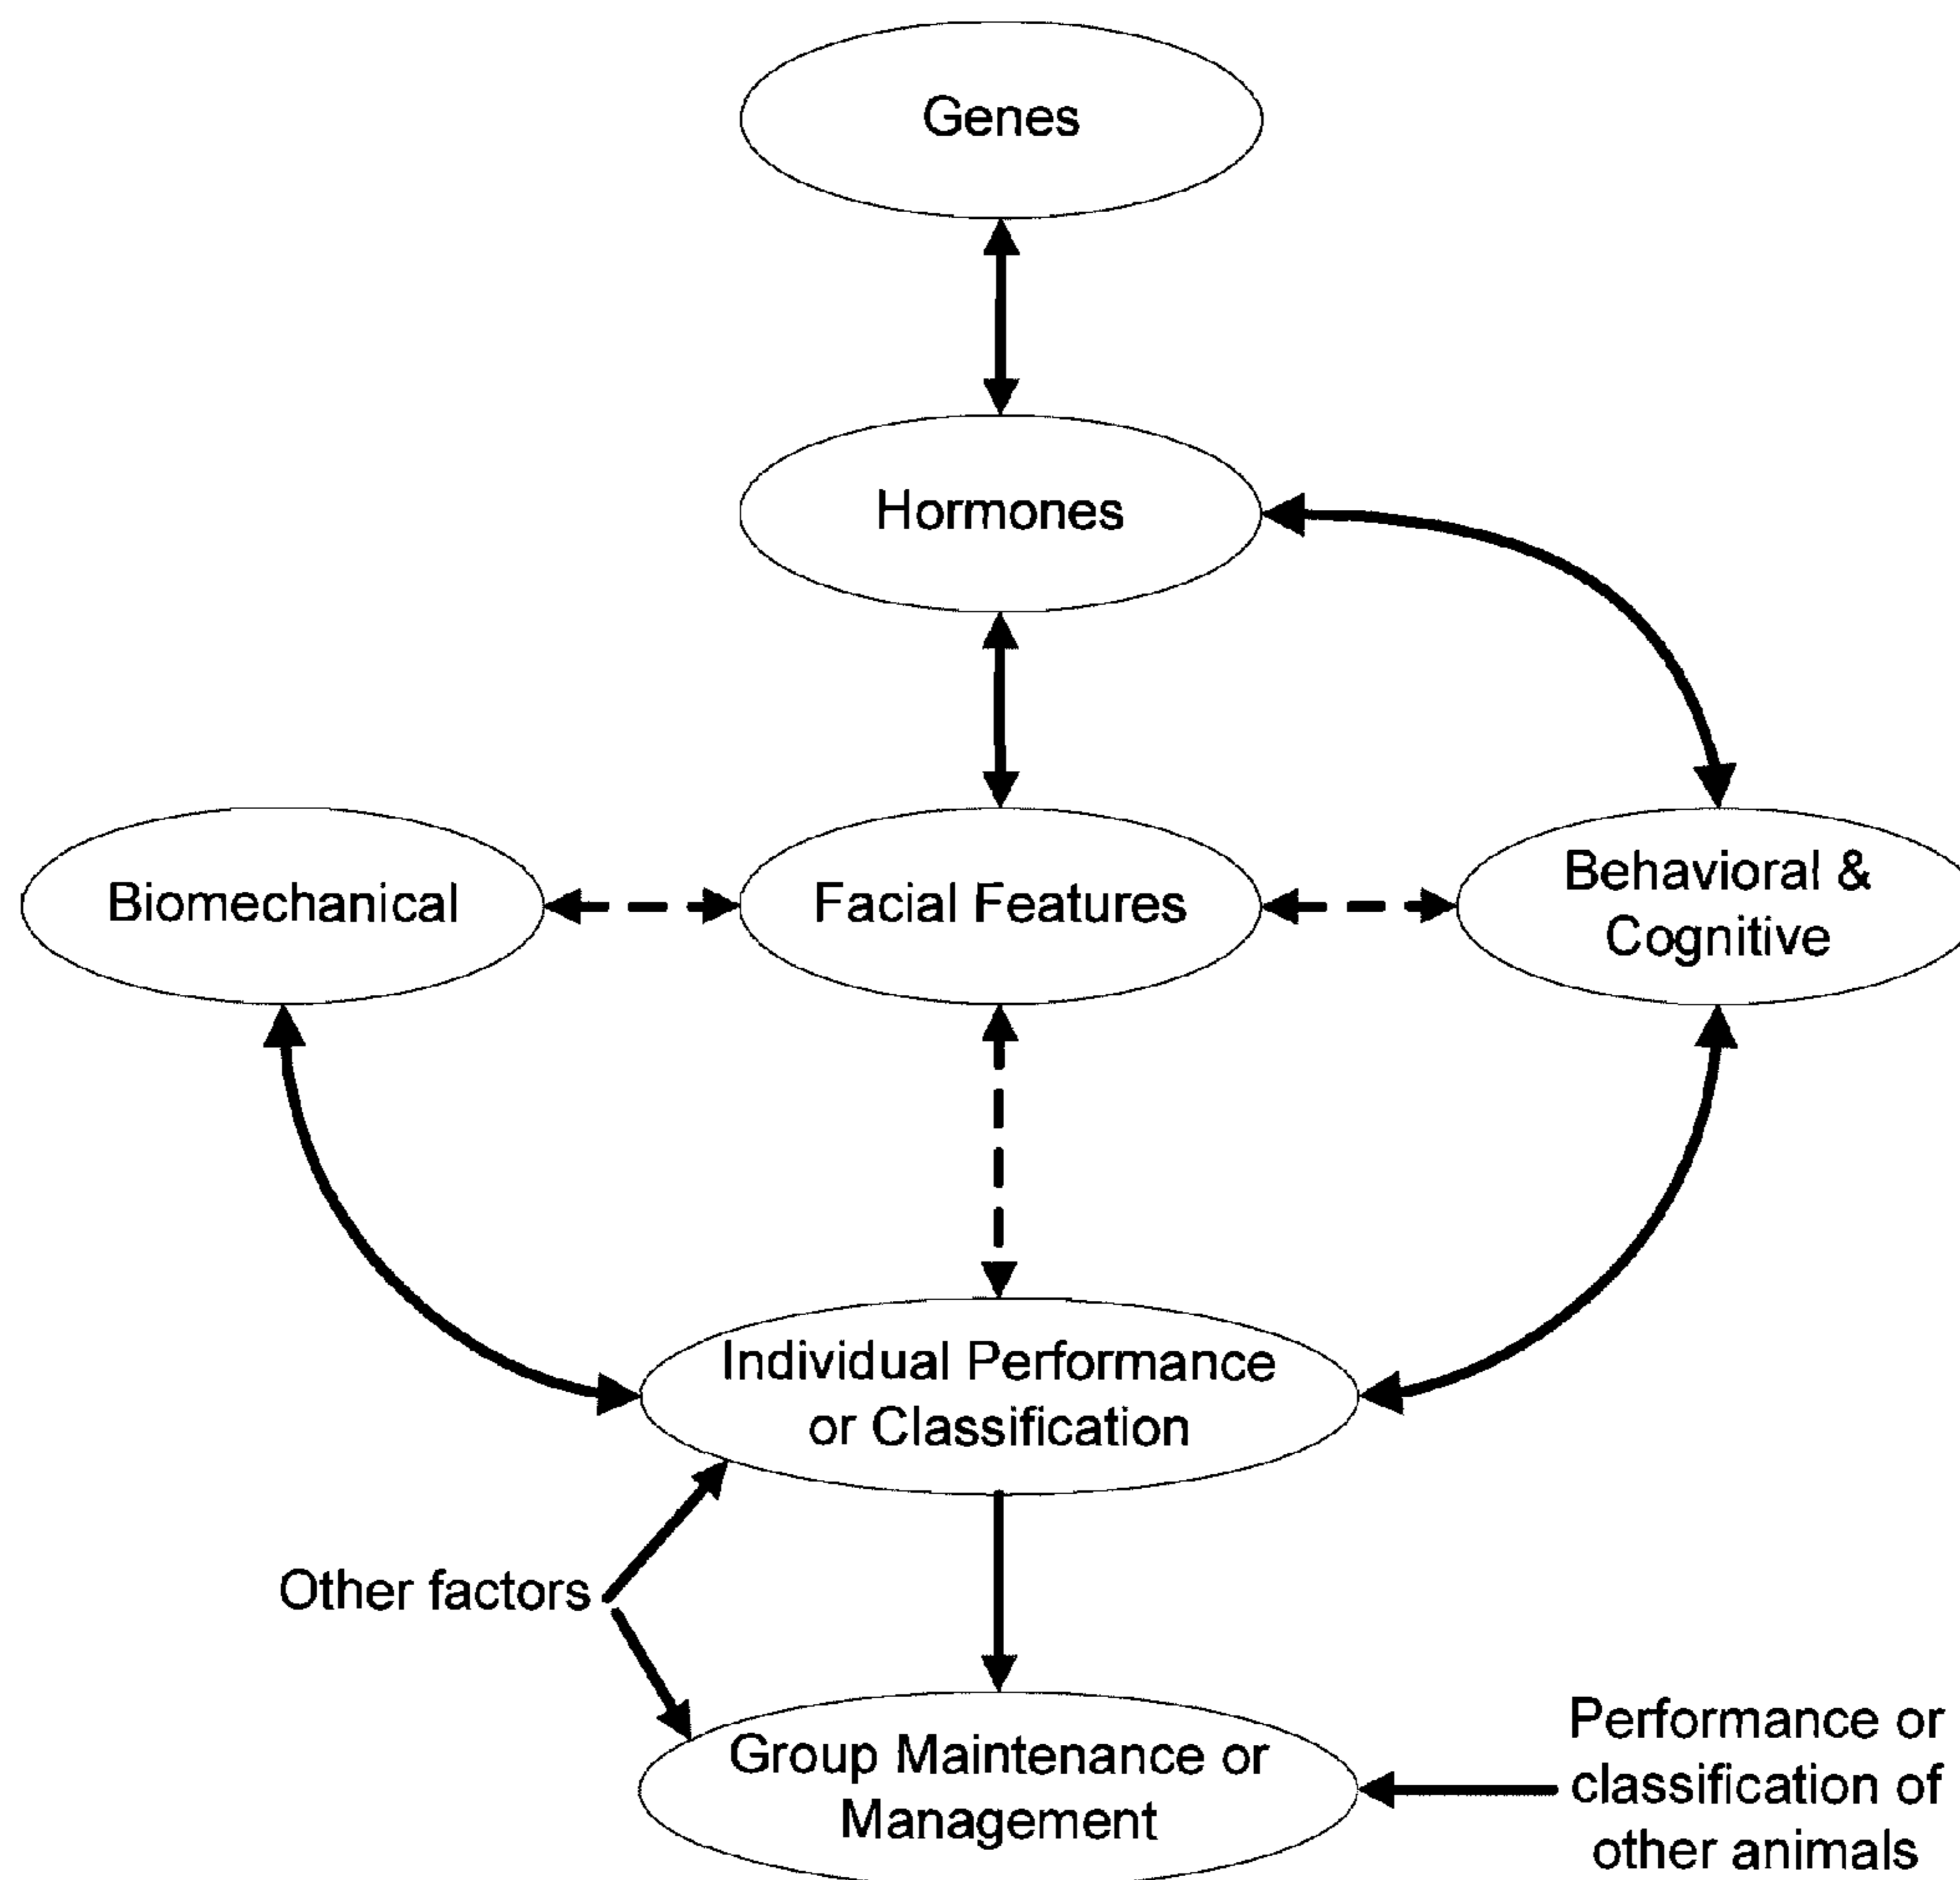 Genes
Hormones
Biomechanical
Facial Features
Behavioral &
Cognitive
Individual Performance
or Classification
Other factors
Group Maintenance or
Management
Performance or
classification of
other animals